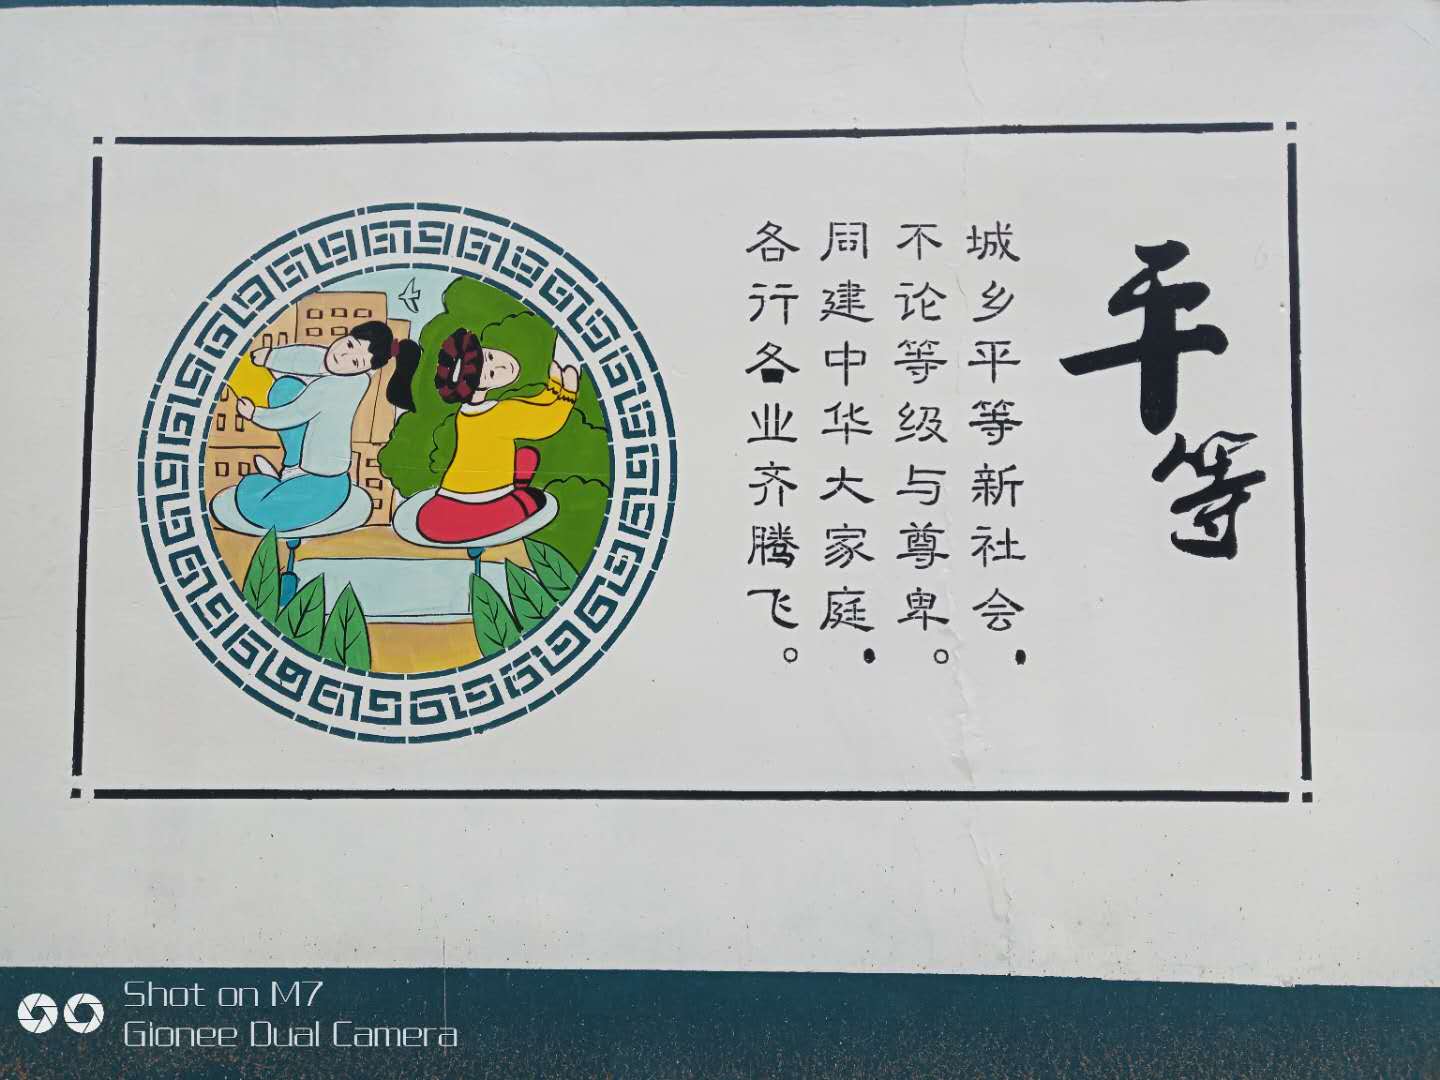 平等
城乡平等新社会，
不论等级与尊卑。
同建中华大家庭，
各行各业齐腾飞。
Shot on M7
Gionee Dual Camera